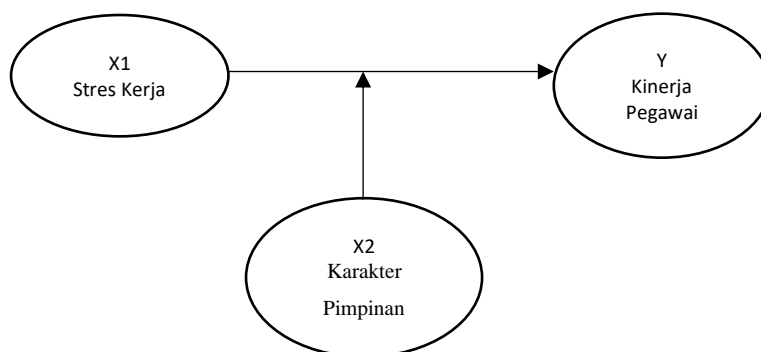 X1
Stres Kerja
Y
Kinerja
Pegawai
X2
Karakter
Pimpinan